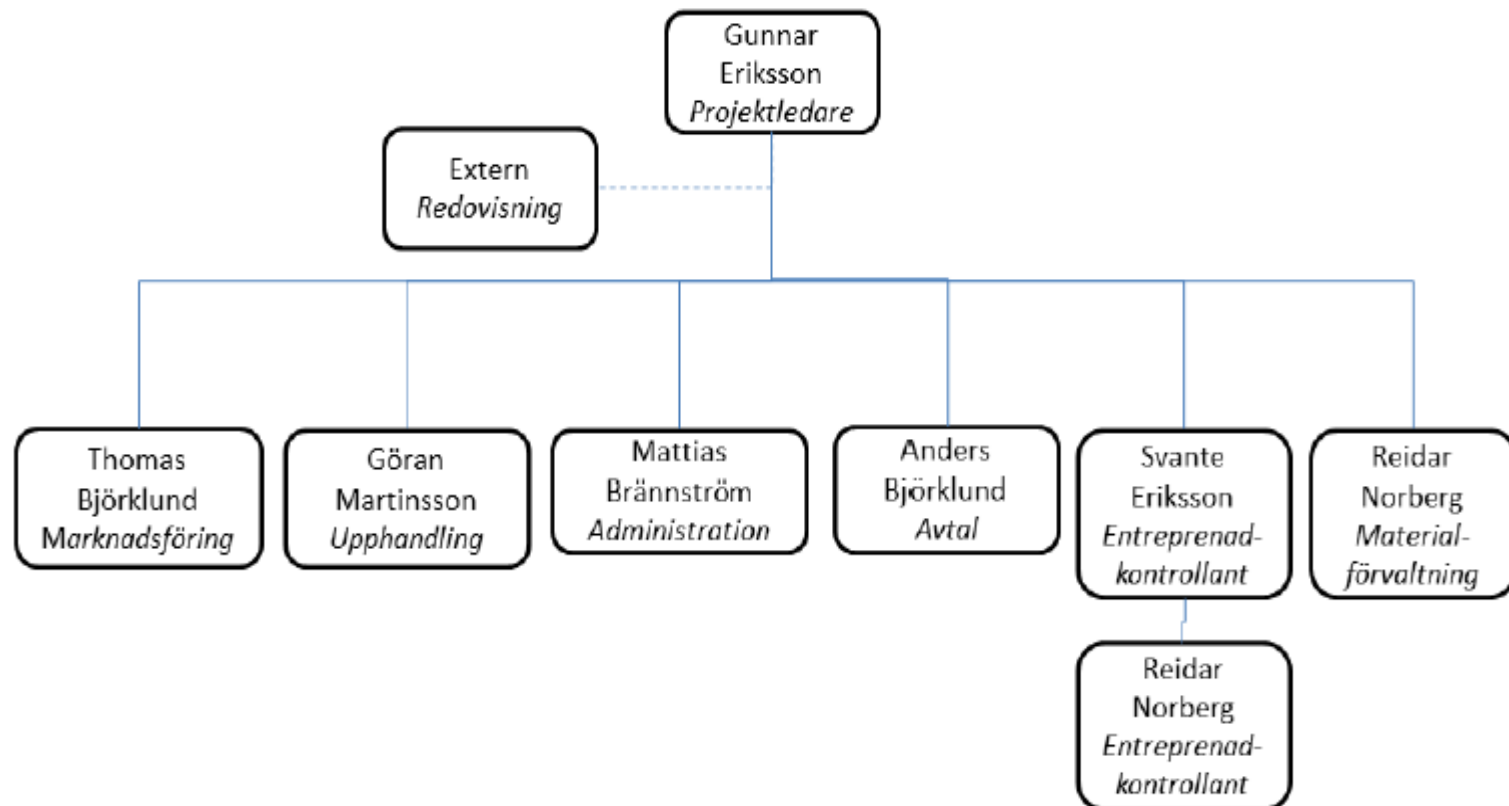 Gunnar
Eriksson
Projektledare
Extern
Redovisning
Thomas
Björklund
Marknadsföring
Göran
Martinsson
Upphandling
Mattias
Brännström
Administration
Anders
Björklund
Avtal
Svante
Eriksson
Entreprenad-
kontrollant
Reidar
Norberg
Material-
förvaltning
Reidar
Norberg
Entreprenad-
kontrollant